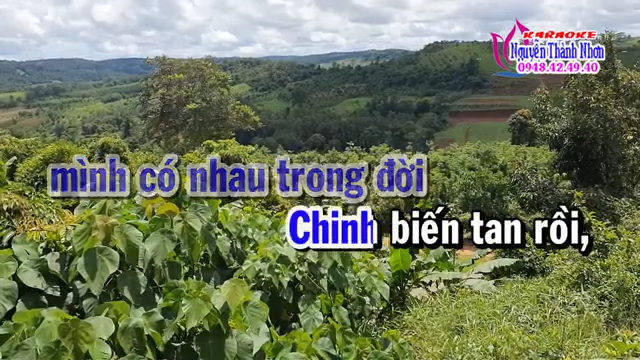 KARAOKE
Nguyễn Thành Nhơn
0948.42.49.40
mình có nhau trong đời
Chinh biến tan rồi,